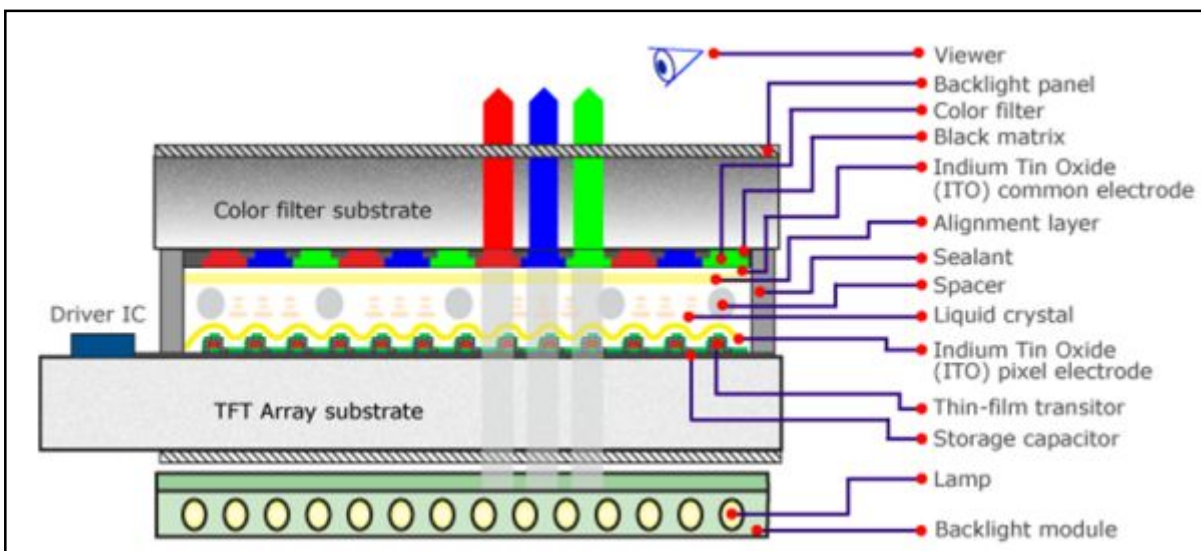 Viewer
Backlight panel
Color filter
Black matrix
Indium Tin Oxide
(ITO) common electrode
Alignment layer
Sealant
Spacer
Liquid crystal
Indium Tin Oxide
(ITO) pixel electrode
Thin-film transitor
Storage capacitor
Lamp
Backlight module
Color filter substrate
Driver IC
TFT Array substrate